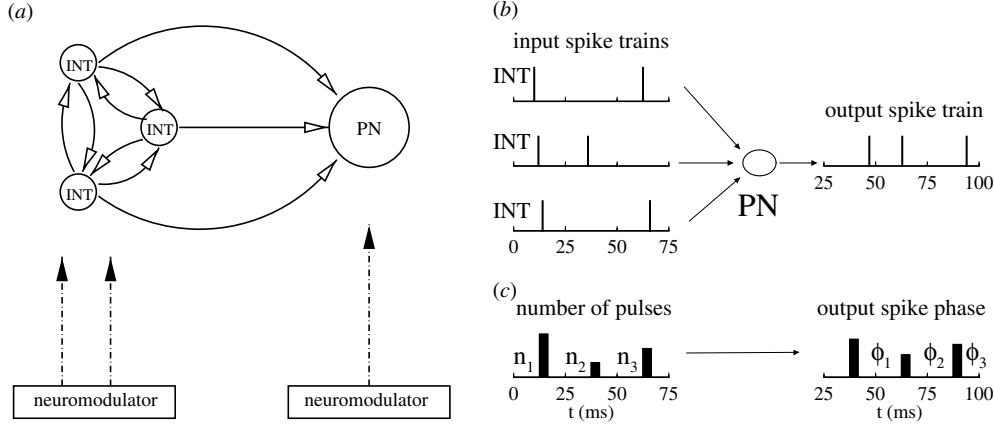 (a)
INT
INT
INT
PN
neuromodulator
neuromodulator
(b)
input spike trains
INT
INT
INT
0 25 50 75
PN
output spike train
25 50 75 100
(c)
number of pulses
n1 n2 n3
0 25 50 75
t (ms)
output spike phase
ϕ1 ϕ2 ϕ3
25 50 75 100
t (ms)